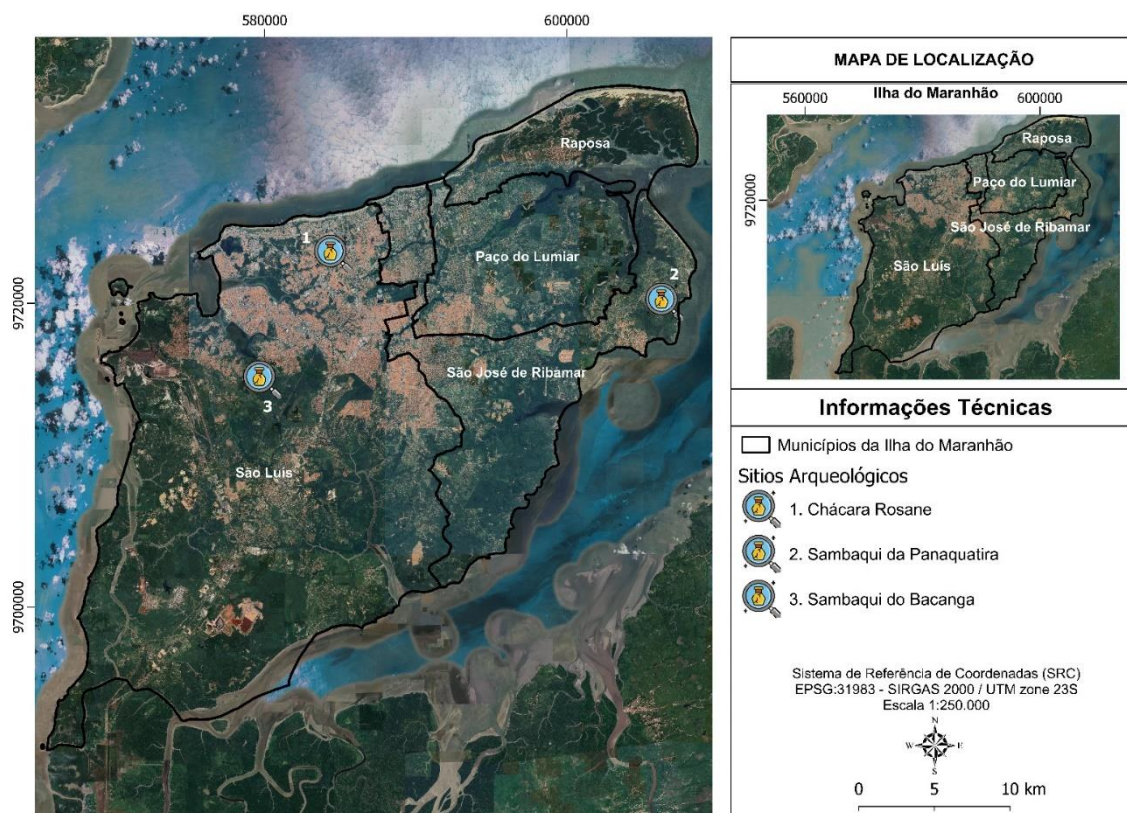 580000
600000
9720000
9700000
Raposa
1
Paço do Lumiar
2
São José de Ribamar
3
São Luís
MAPA DE LOCALIZAÇÃO
Ilha do Maranhão
560000
600000
9720000
Raposa
Paço do Lumiar
São José de Ribamar
São Luís
Informações Técnicas
Municípios da Ilha do Maranhão
Sitios Arqueológicos
1. Chácara Rosane
2. Sambaqui da Panaquatira
3. Sambaqui do Bacanga
Sistema de Referência de Coordenadas (SRC)
EPSG:31983 - SIRGAS 2000 / UTM zone 23S
Escala 1:250.000
N
W E
S
0 5 10 km